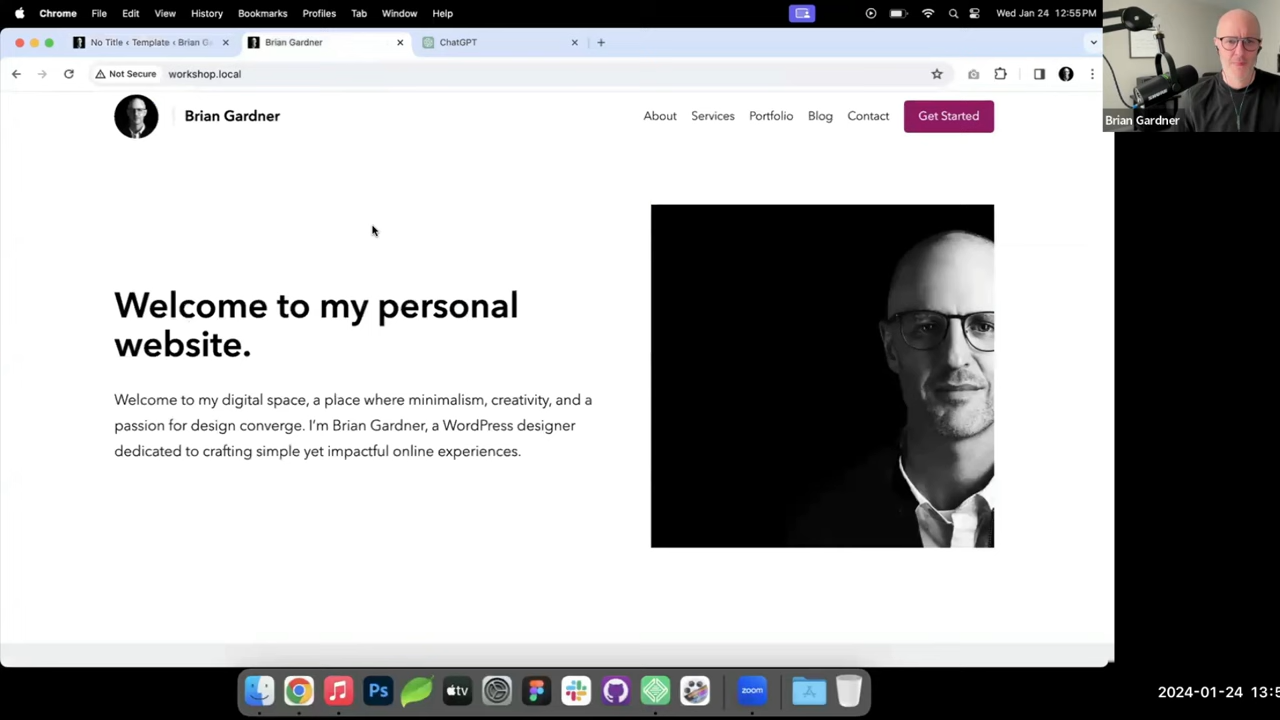 Chrome File Edit View History Bookmarks Profiles Tab Window Help Wed Jan 24 12:55 PM
No Title ‹ Template ‹ Brian G
Brian Gardner
ChatGPT
Not Secure workshop.local
Brian Gardner
Brian Gardner
About Services Portfolio Blog Contact Get Started
Welcome to my personal
website.
Welcome to my digital space, a place where minimalism, creativity, and a
passion for design converge. I'm Brian Gardner, a WordPress designer
dedicated to crafting simple yet impactful online experiences.
Ps
tv
zoom
2024-01-24 13:5